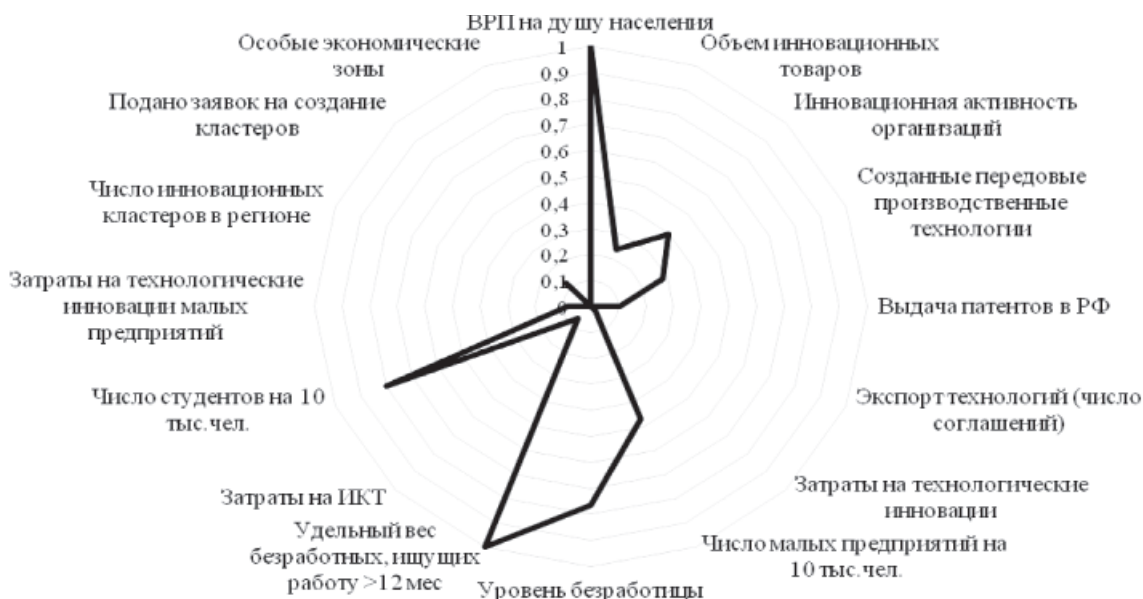 ВРП на душу населения
Объем инновационных
товаров
Инновационная активность
организаций
Созданные передовые
производственные
технологии
Выдача патентов в РФ
Экспорт технологий (число
соглашений)
Затраты на технологические
инновации
Число малых предприятий на
10 тыс.чел.
Уровень безработицы
Удельный вес
безработных, ищущих
работу >12 мес
Затраты на ИКТ
Число студентов на 10
тыс.чел.
Затраты на технологические
инновации малых
предприятий
Число инновационных
кластеров в регионе
Подано заявок на создание
кластеров
Особые экономические
зоны
1
0,9
0,8
0,7
0,6
0,5
0,4
0,3
0,2
0,1
0